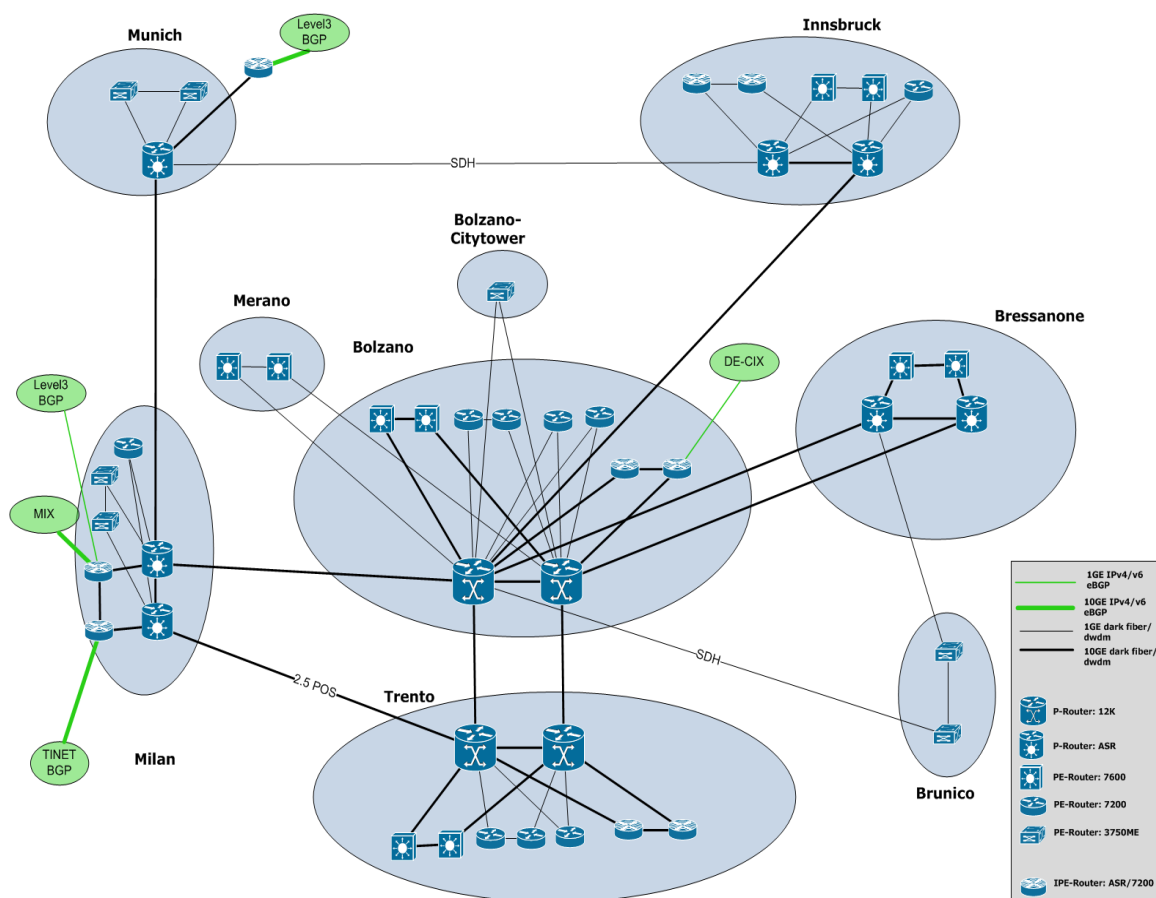 Level3
BGP
Munich
Innsbruck
SDH
Bolzano-
Citytower
Merano
Bolzano
Bressanone
DE-CIX
Level3
BGP
MIX
SDH
2.5 POS
Trento
TINET
BGP
Milan
Brunico
1GE IPv4/v6
eBGP
10GE IPv4/v6
eBGP
1GE dark fiber/
dwdm
10GE dark fiber/
dwdm
P-Router: 12K
P-Router: ASR
PE-Router: 7600
PE-Router: 7200
PE-Router: 3750ME
IPE-Router: ASR/7200